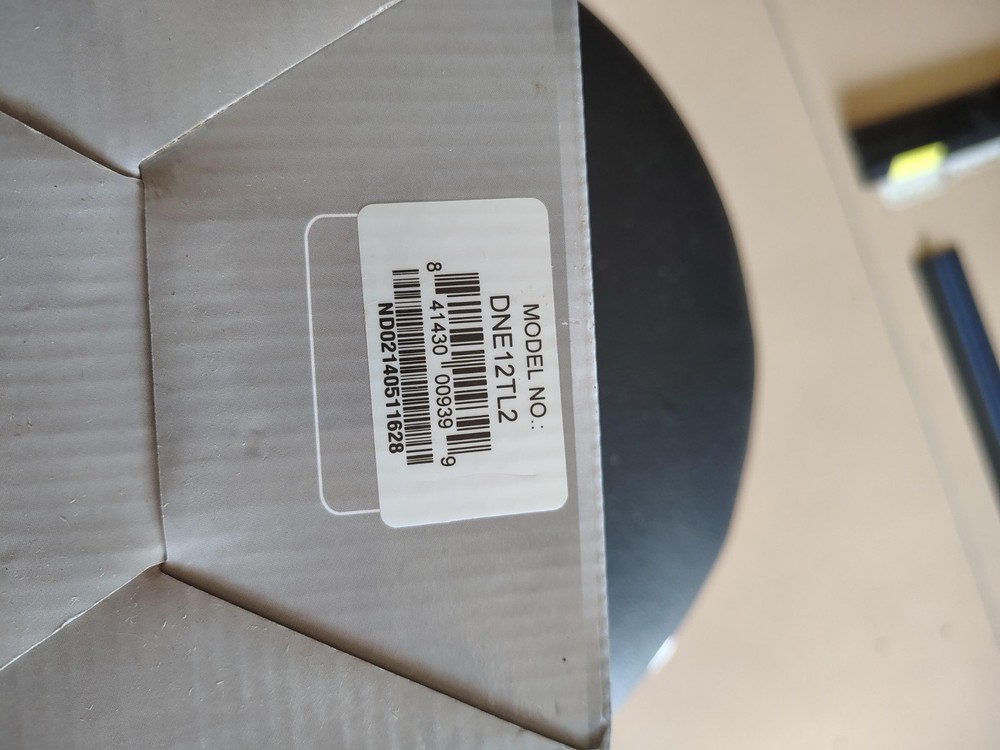 MODEL NO.:
DNE12TL2
8 41430 00939 9
ND02140511628